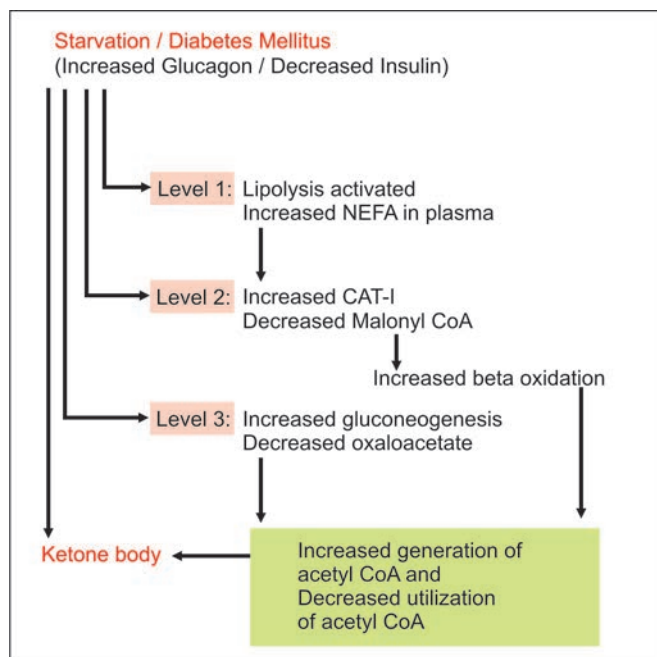 Starvation / Diabetes Mellitus
(Increased Glucagon / Decreased Insulin)
Level 1: Lipolysis activated
Increased NEFA in plasma
Level 2: Increased CAT-I
Decreased Malonyl CoA
Increased beta oxidation
Level 3: Increased gluconeogenesis
Decreased oxaloacetate
Ketone body
Increased generation of
acetyl CoA and
Decreased utilization
of acetyl CoA